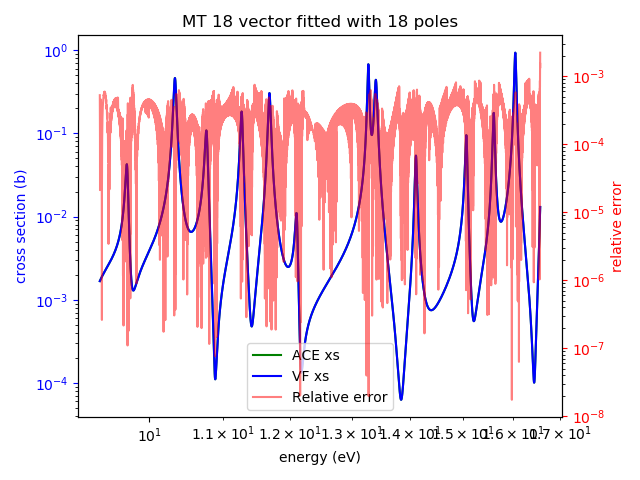 MT 18 vector fitted with 18 poles
10⁰
10⁻¹
10⁻²
10⁻³
10⁻⁴
cross section (b)
10⁻³
10⁻⁴
10⁻⁵
10⁻⁶
10⁻⁷
10⁻⁸
relative error
ACE xs
VF xs
Relative error
10¹ 1.1 × 10¹ 1.2 × 10¹ 1.3 × 10¹ 1.4 × 10¹ 1.5 × 10¹ 1.6 × 10¹ 1.7 × 10¹
energy (eV)